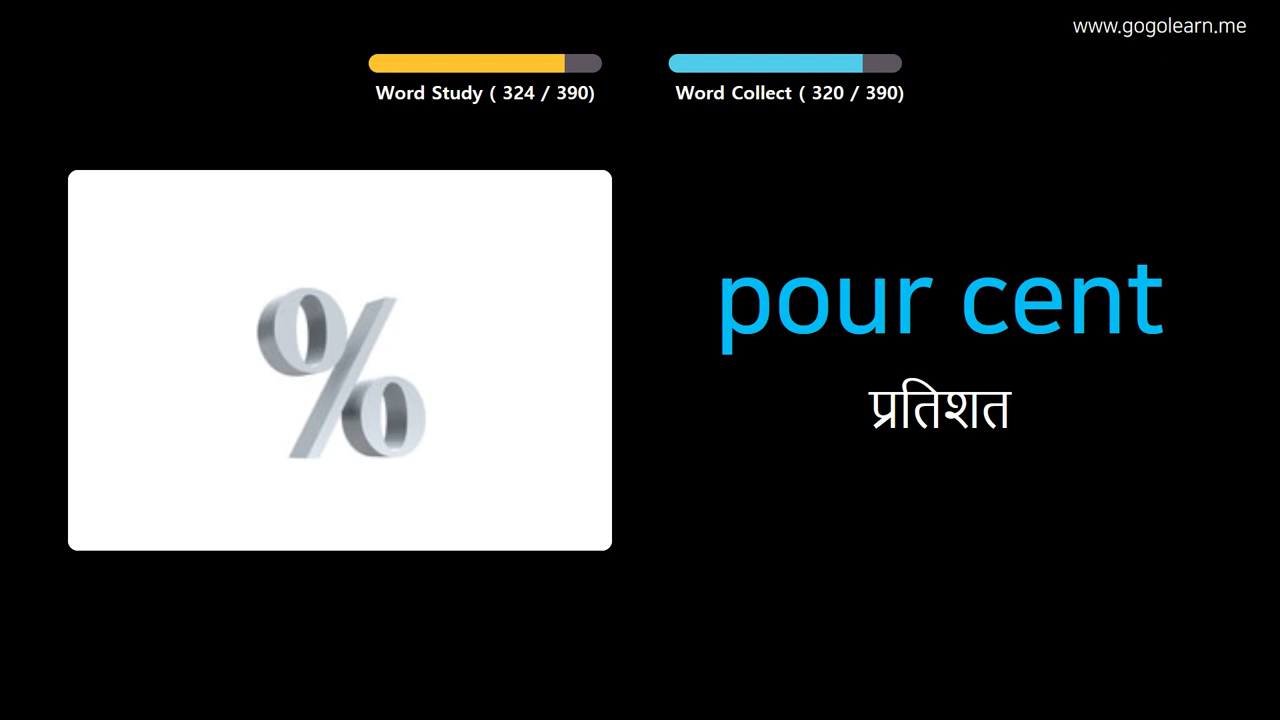 www.gogolearn.me
Word Study ( 324 / 390)
Word Collect ( 320 / 390)
%
pour cent
प्रतिशत